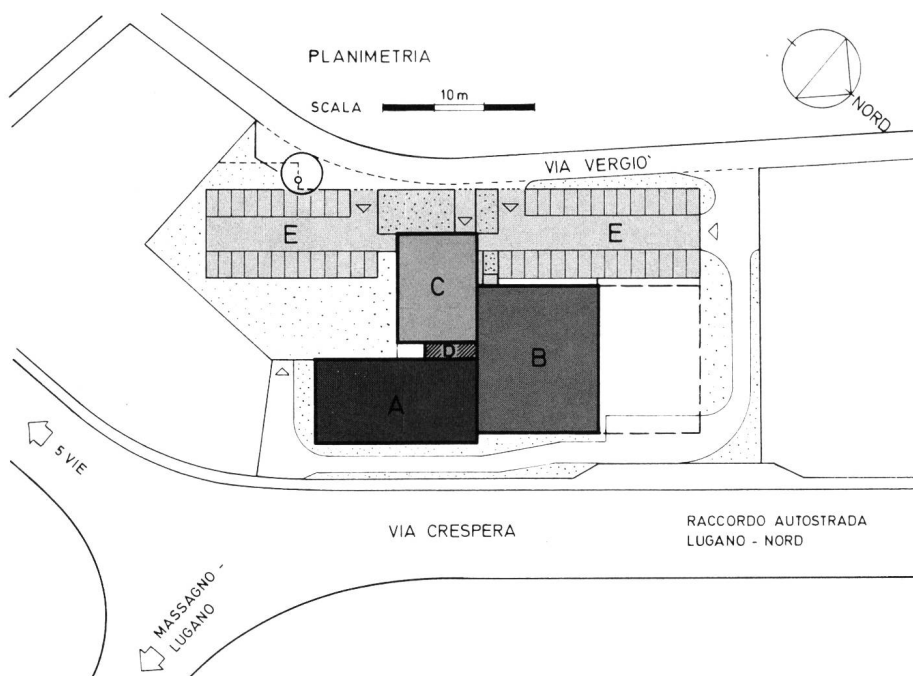 PLANIMETRIA
SCALA
10 m
NORD
VIA VERGIO'
E
E
C
D
B
A
5 VIE
VIA CRESPERA
RACCORDO AUTOSTRADA
LUGANO - NORD
MASSAGNO -
LUGANO